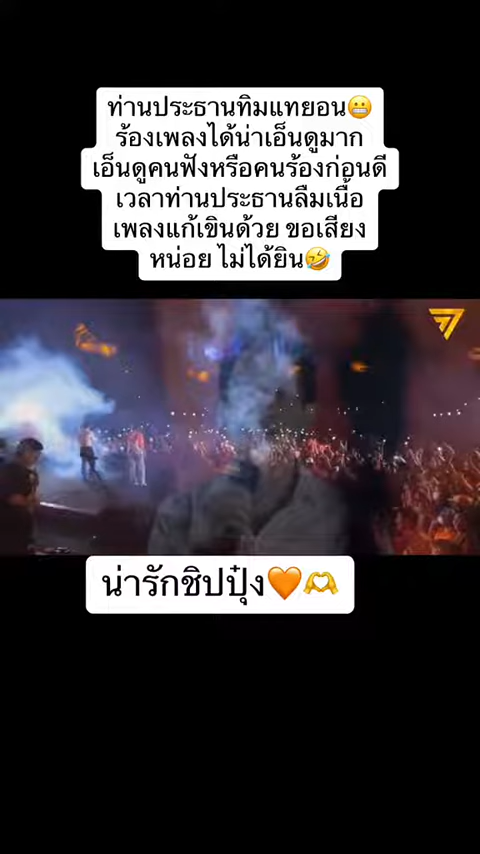 ท่านประธานทิมแทยอน😬
ร้องเพลงได้น่าเอ็นดูมาก
เอ็นดูคนฟังหรือคนร้องก่อนดี
เวลาท่านประธานลืมเนื้อ
เพลงแก้เขินด้วย ขอเสียง
หน่อย ไม่ได้ยิน🤣
น่ารักชิปปุ๋ง🧡🫶